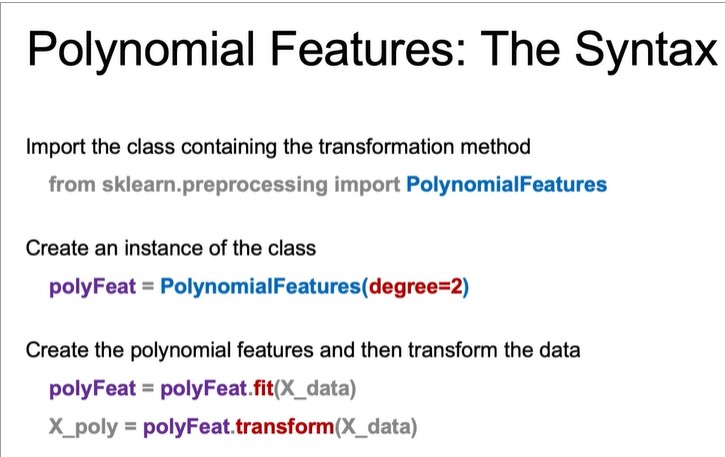 Polynomial Features: The Syntax
Import the class containing the transformation method
from sklearn.preprocessing import PolynomialFeatures
Create an instance of the class
polyFeat = PolynomialFeatures(degree=2)
Create the polynomial features and then transform the data
polyFeat = polyFeat.fit(X_data)
X_poly = polyFeat.transform(X_data)